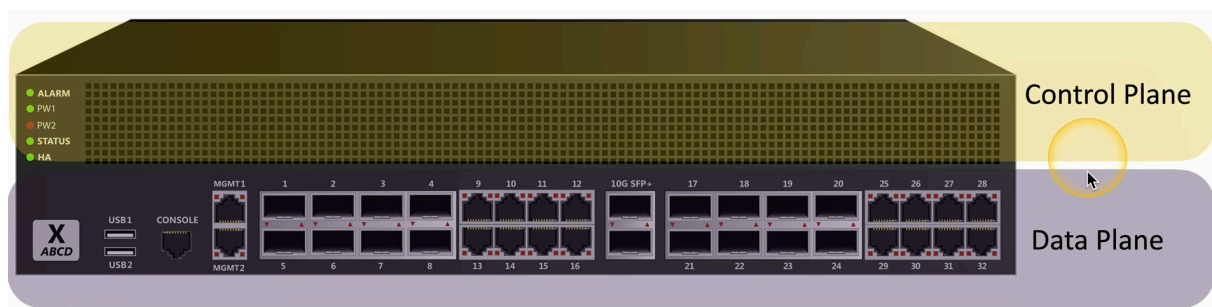 Control Plane
ALARM
PW1
PW2
STATUS
HA
MGMT1 1 2 3 4 9 10 11 12 10G SFP+ 17 18 19 20 25 26 27 28
X
ABCD
USB1
USB2
CONSOLE
Data Plane
MGMT2 5 6 7 8 13 14 15 16 21 22 23 24 29 30 31 32